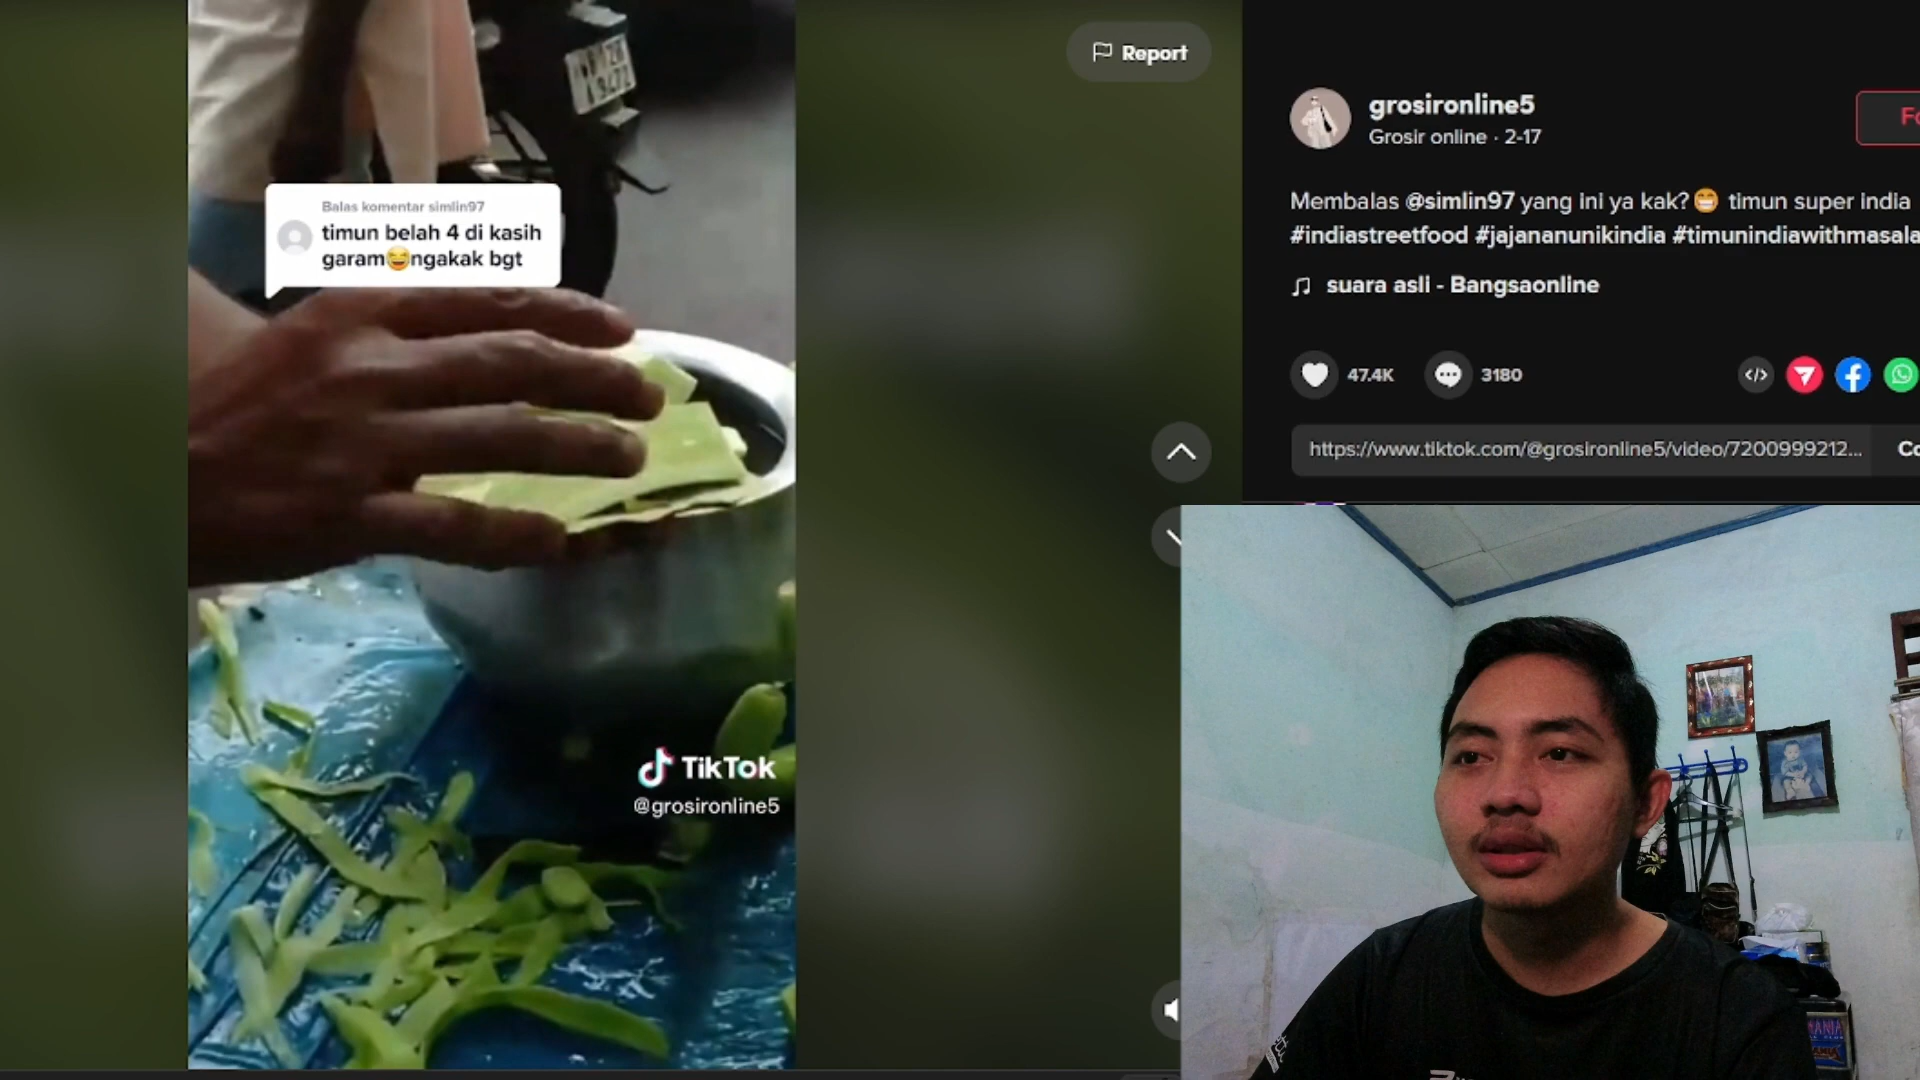 Balas komentar simlin97
timun belah 4 di kasih
garam😂ngakak bgt
TikTok
@grosironline5
Report
grosironline5
Grosir online · 2-17
Membalas @simlin97 yang ini ya kak?😁 timun super india
#indiastreetfood #jajananunikindia #timunindiawithmasala
suara asli - Bangsaonline
47.4K
3180
https://www.tiktok.com/@grosironline5/video/7200999212...